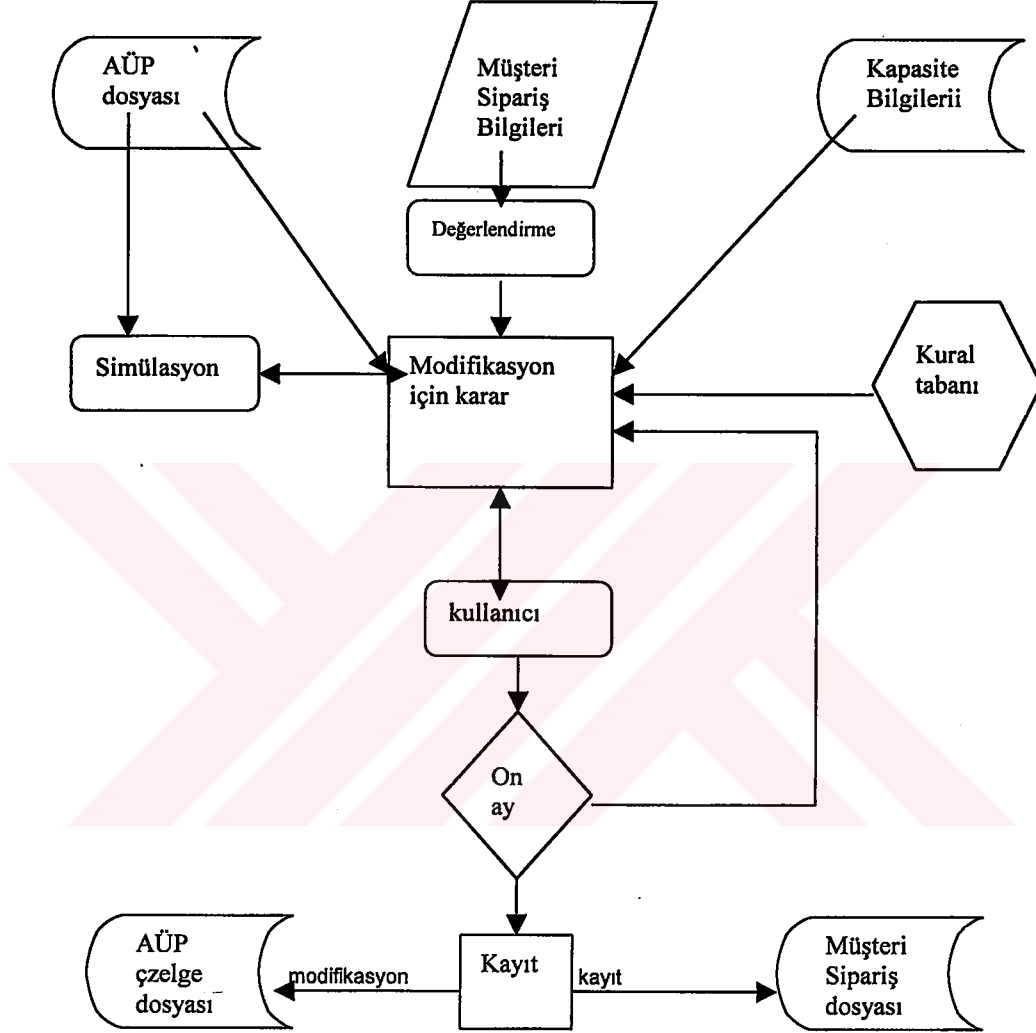 AÜP
dosyası
Müşteri
Sipariş
Bilgileri
Kapasite
Bilgilerii
Değerlendirme
Simülasyon
Modifikasyon
için karar
Kural
tabanı
kullanıcı
On
ay
AÜP
çzelge
dosyası
modifikasyon
Kayıt
kayıt
Müşteri
Sipariş
dosyası